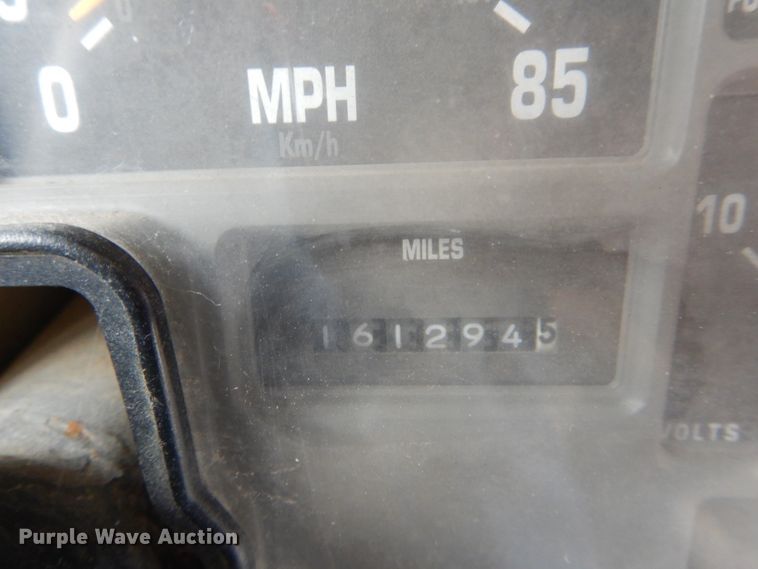 0 MPH 85
Km/h
10
MILES
1612945
VOLTS
Purple Wave Auction